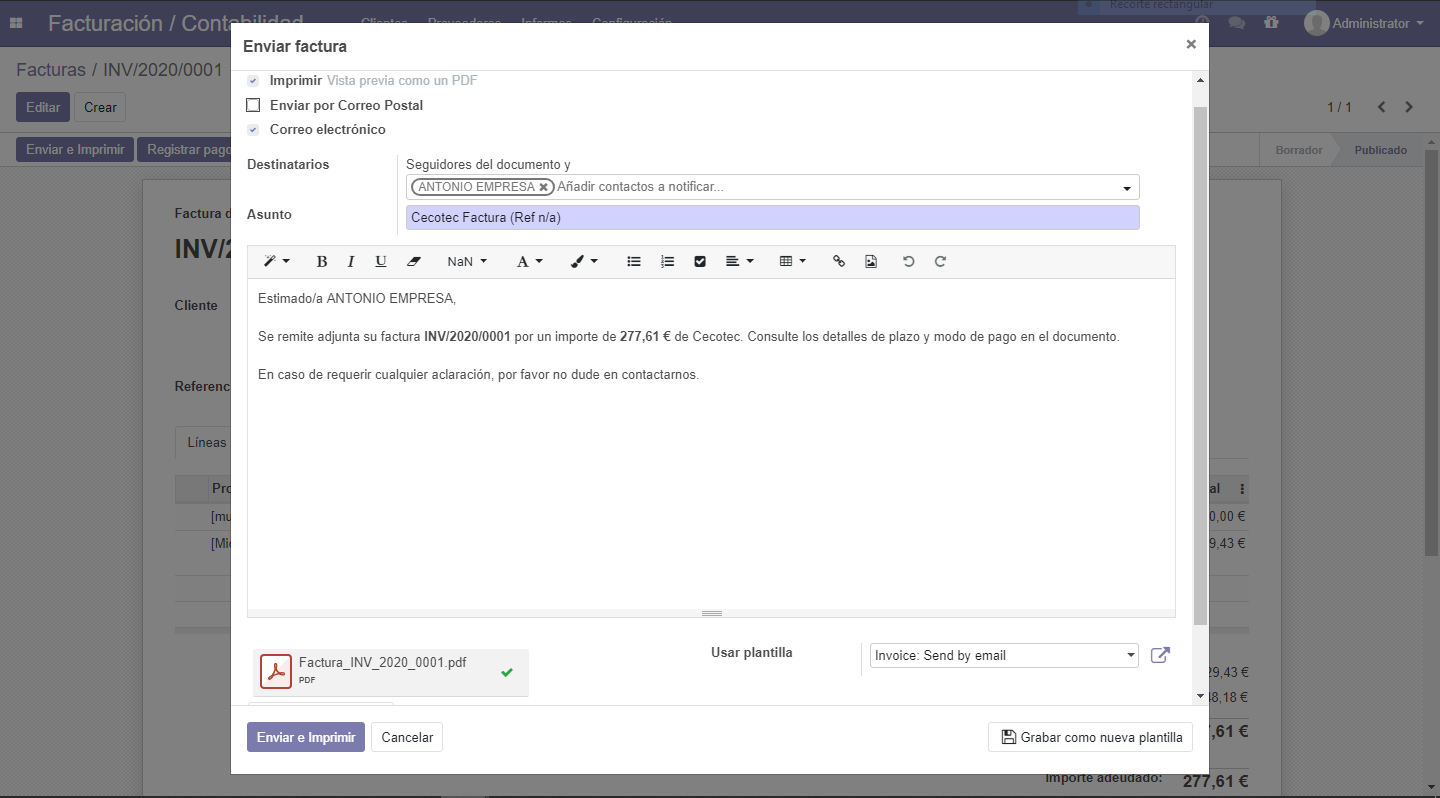 Recorte rectangular
Facturación / Contabilidad
Clientes Proveedores Informes Configuración
Administrator
Facturas / INV/2020/0001
Editar Crear
1 / 1
Enviar e Imprimir Registrar pago
Borrador Publicado
Factura d
INV/2
Cliente
Referenc
Líneas
Pro
al
[mu
0,00 €
[Mic
9,43 €
29,43 €
48,18 €
,61 €
Importe adeudado: 277,61 €
Enviar factura
Imprimir Vista previa como un PDF
Enviar por Correo Postal
Correo electrónico
Destinatarios
Seguidores del documento y
ANTONIO EMPRESA Añadir contactos a notificar...
Asunto
Cecotec Factura (Ref n/a)
B I U NaN A
Estimado/a ANTONIO EMPRESA,
Se remite adjunta su factura INV/2020/0001 por un importe de 277,61 € de Cecotec. Consulte los detalles de plazo y modo de pago en el documento.
En caso de requerir cualquier aclaración, por favor no dude en contactarnos.
Factura_INV_2020_0001.pdf
PDF
Usar plantilla
Invoice: Send by email
Enviar e Imprimir Cancelar
Grabar como nueva plantilla